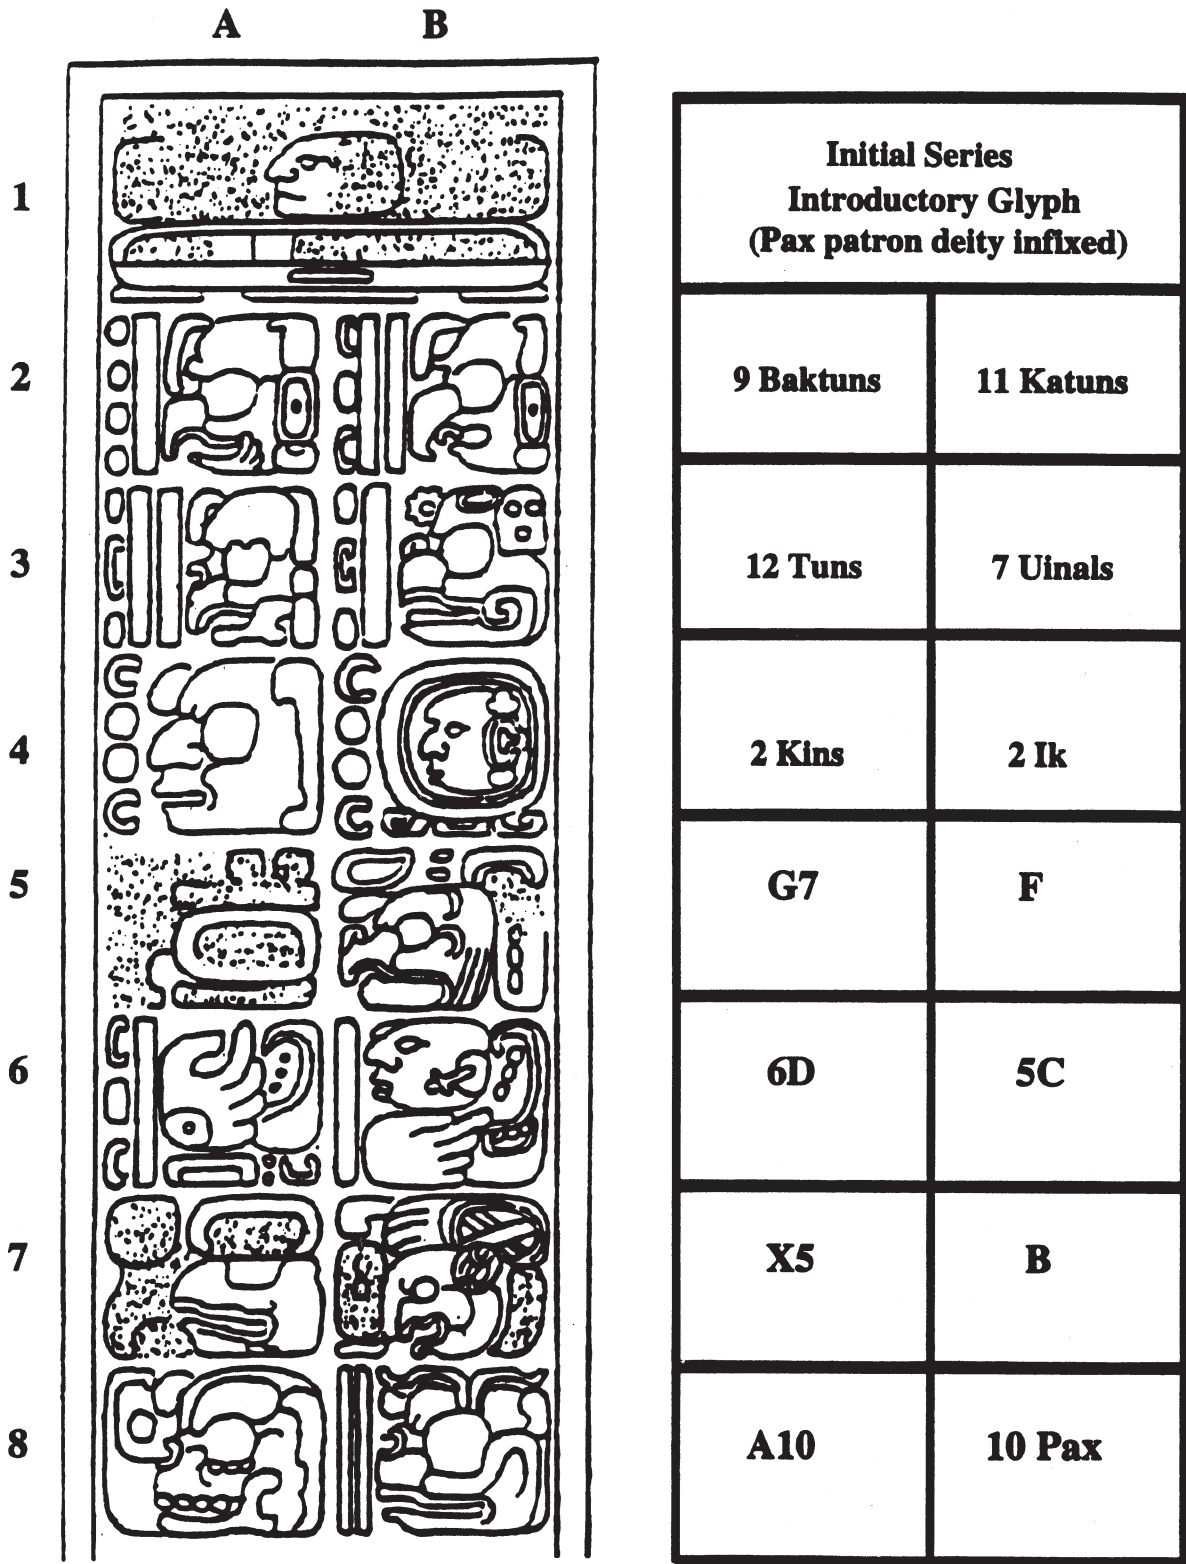 A B
1
Initial Series
Introductory Glyph
(Pax patron deity infixed)
2
9 Baktuns 11 Katuns
3
12 Tuns 7 Uinals
4
2 Kins 2 Ik
5
G7 F
6
6D 5C
7
X5 B
8
A10 10 Pax